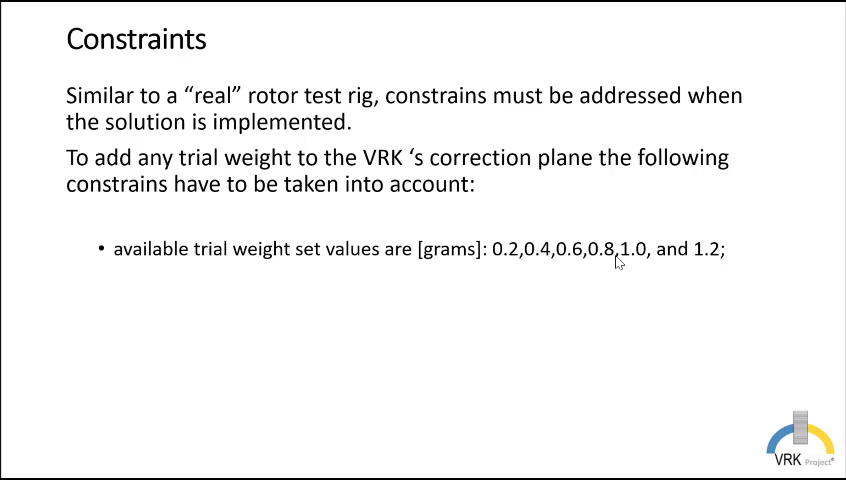 Constraints
Similar to a “real” rotor test rig, constrains must be addressed when
the solution is implemented.
To add any trial weight to the VRK ‘s correction plane the following
constrains have to be taken into account:
• available trial weight set values are [grams]: 0.2,0.4,0.6,0.8,1.0, and 1.2;
VRK Project®